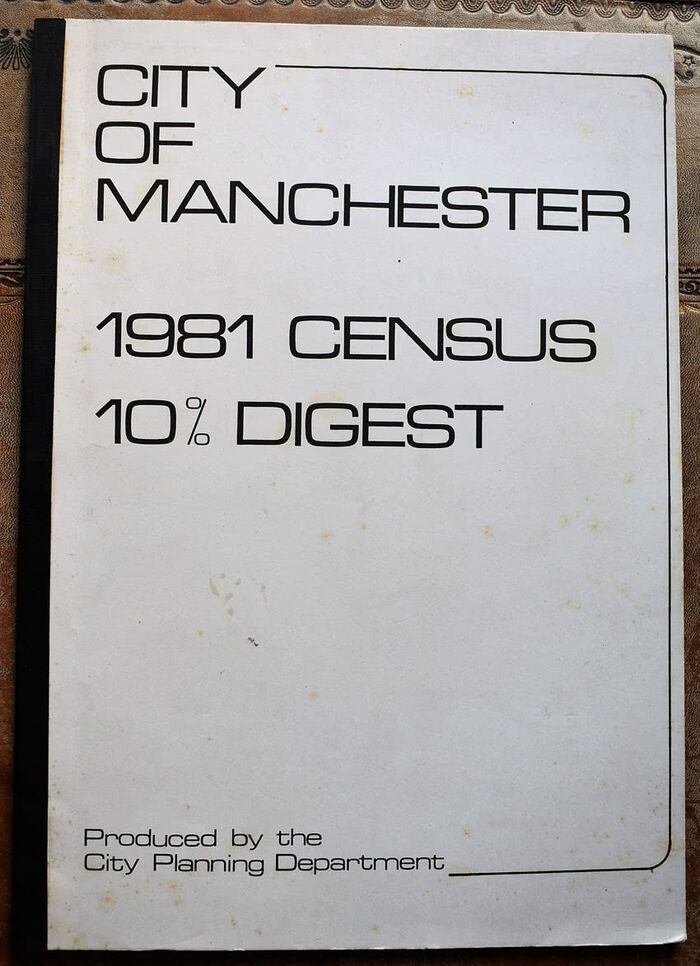 CITY
OF
MANCHESTER
1981 CENSUS
10% DIGEST
Produced by the
City Planning Department